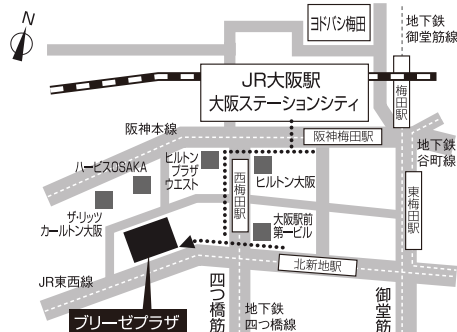 N
ヨドバシ梅田
地下鉄
御堂筋線
JR大阪駅
大阪ステーションシティ
梅田駅
阪神本線
阪神梅田駅
地下鉄
谷町線
ハービスOSAKA
ヒルトン
プラザ
ウエスト
西梅田駅
ヒルトン大阪
東梅田駅
ザ・リッツ
カールトン大阪
大阪駅前
第一ビル
JR東西線
北新地駅
ブリーゼプラザ
四つ橋筋
地下鉄
四つ橋線
御堂筋